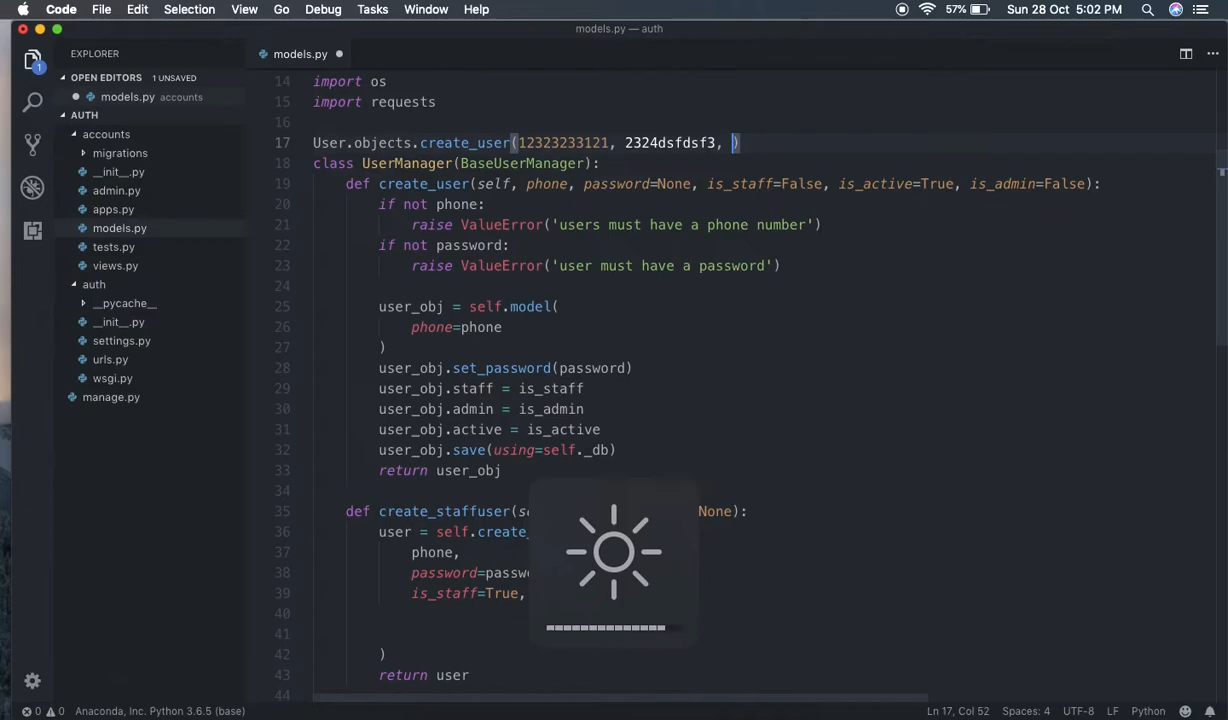 Code File Edit Selection View Go Debug Tasks Window Help 57% Sun 28 Oct 5:02 PM
models.py — auth
EXPLORER
OPEN EDITORS 1 UNSAVED
models.py accounts
AUTH
accounts
migrations
__init__.py
admin.py
apps.py
models.py
tests.py
views.py
auth
__pycache__
__init__.py
settings.py
urls.py
wsgi.py
manage.py
1
models.py
14 import os
15 import requests
16
17 User.objects.create_user(12323233121, 2324dsfdsf3, )
18 class UserManager(BaseUserManager):
19 def create_user(self, phone, password=None, is_staff=False, is_active=True, is_admin=False):
20 if not phone:
21 raise ValueError('users must have a phone number')
22 if not password:
23 raise ValueError('user must have a password')
24
25 user_obj = self.model(
26 phone=phone
27 )
28 user_obj.set_password(password)
29 user_obj.staff = is_staff
30 user_obj.admin = is_admin
31 user_obj.active = is_active
32 user_obj.save(using=self._db)
33 return user_obj
34
35 def create_staffuser( None):
36 user = self.create_
37 phone,
38
39 is_staff=True,
40
41
42 )
43 return user
44
0 0 Anaconda, Inc. Python 3.6.5 (base) Ln 17, Col 52 Spaces: 4 UTF-8 LF Python